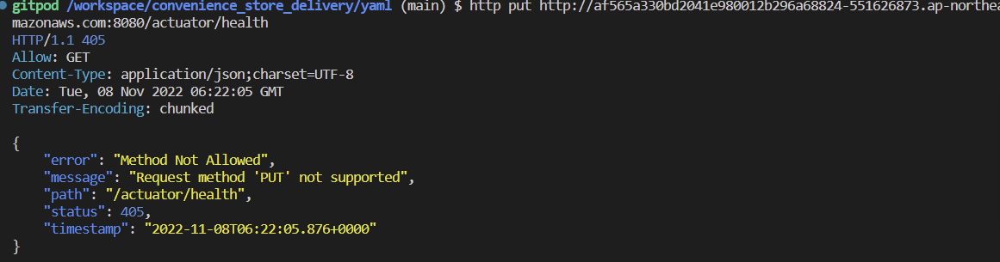 gitpod /workspace/convenience_store_delivery/yaml (main) $ http put http://af565a330bd2041e980012b296a68824-551626873.ap-northea
mazonaws.com:8080/actuator/health
HTTP/1.1 405
Allow: GET
Content-Type: application/json;charset=UTF-8
Date: Tue, 08 Nov 2022 06:22:05 GMT
Transfer-Encoding: chunked
{
"error": "Method Not Allowed",
"message": "Request method 'PUT' not supported",
"path": "/actuator/health",
"status": 405,
"timestamp": "2022-11-08T06:22:05.876+0000"
}